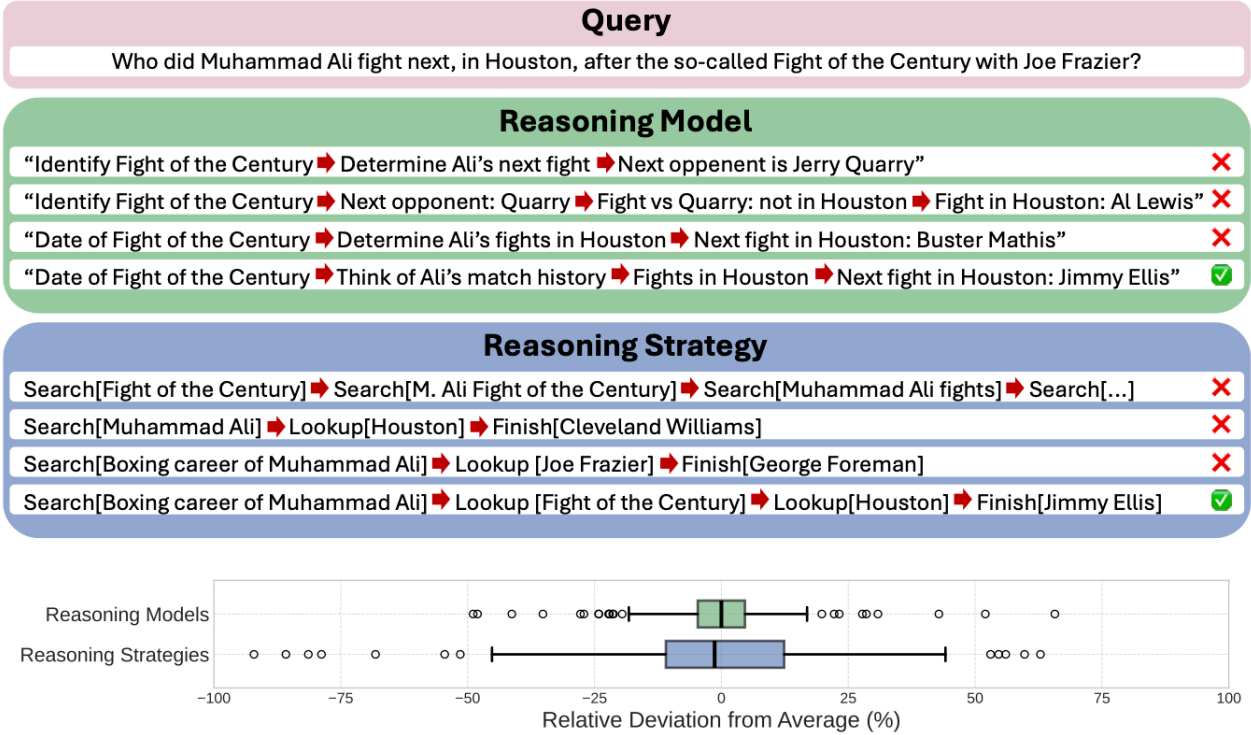 Query
Who did Muhammad Ali fight next, in Houston, after the so-called Fight of the Century with Joe Frazier?
Reasoning Model
“Identify Fight of the Century ➡ Determine Ali’s next fight ➡ Next oppenent is Jerry Quarry”
“Identify Fight of the Century ➡ Next opponent: Quarry ➡ Fight vs Quarry: not in Houston ➡ Fight in Houston: Al Lewis”
“Date of Fight of the Century ➡ Determine Ali’s fights in Houston ➡ Next fight in Houston: Buster Mathis”
“Date of Fight of the Century ➡ Think of Ali’s match history ➡ Fights in Houston ➡ Next fight in Houston: Jimmy Ellis”
Reasoning Strategy
Search[Fight of the Century] ➡ Search[M. Ali Fight of the Century] ➡ Search[Muhammad Ali fights] ➡ Search[...]
Search[Muhammad Ali] ➡ Lookup[Houston] ➡ Finish[Cleveland Williams]
Search[Boxing career of Muhammad Ali] ➡ Lookup [Joe Frazier] ➡ Finish[George Foreman]
Search[Boxing career of Muhammad Ali] ➡ Lookup [Fight of the Century] ➡ Lookup[Houston] ➡ Finish[Jimmy Ellis]
Reasoning Models
Reasoning Strategies
−100 −75 −50 −25 0 25 50 75 100
Relative Deviation from Average (%)